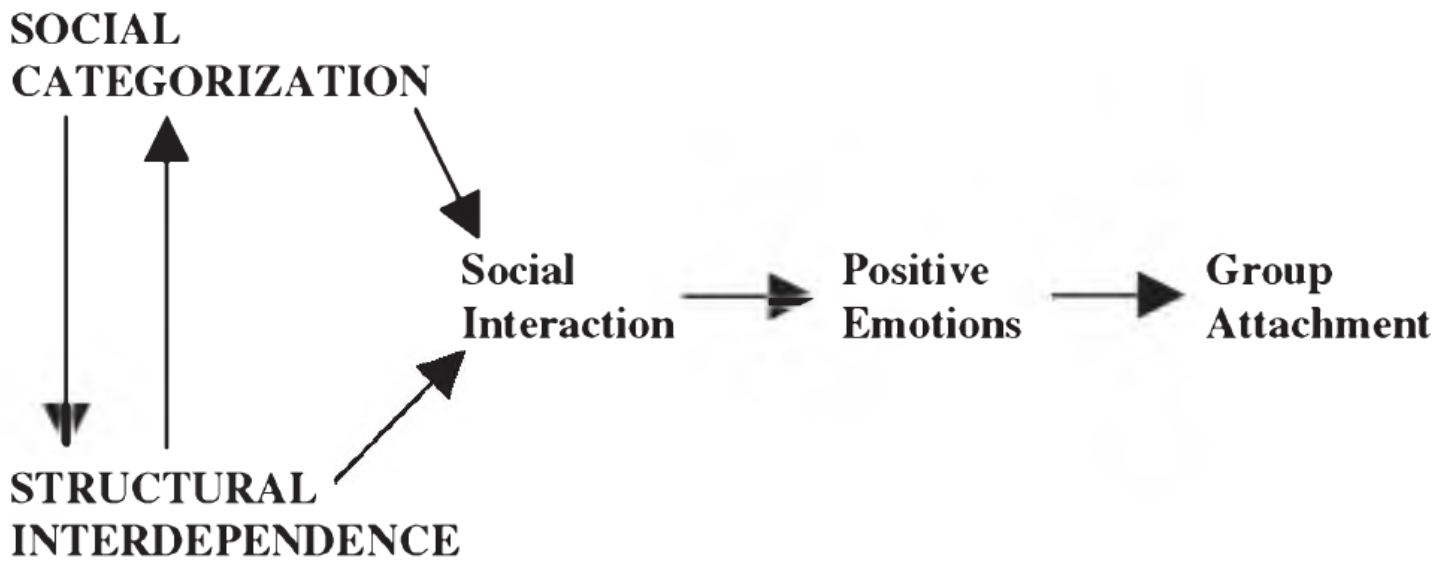 SOCIAL
CATEGORIZATION
Social
Interaction
Positive
Emotions
Group
Attachment
STRUCTURAL
INTERDEPENDENCE